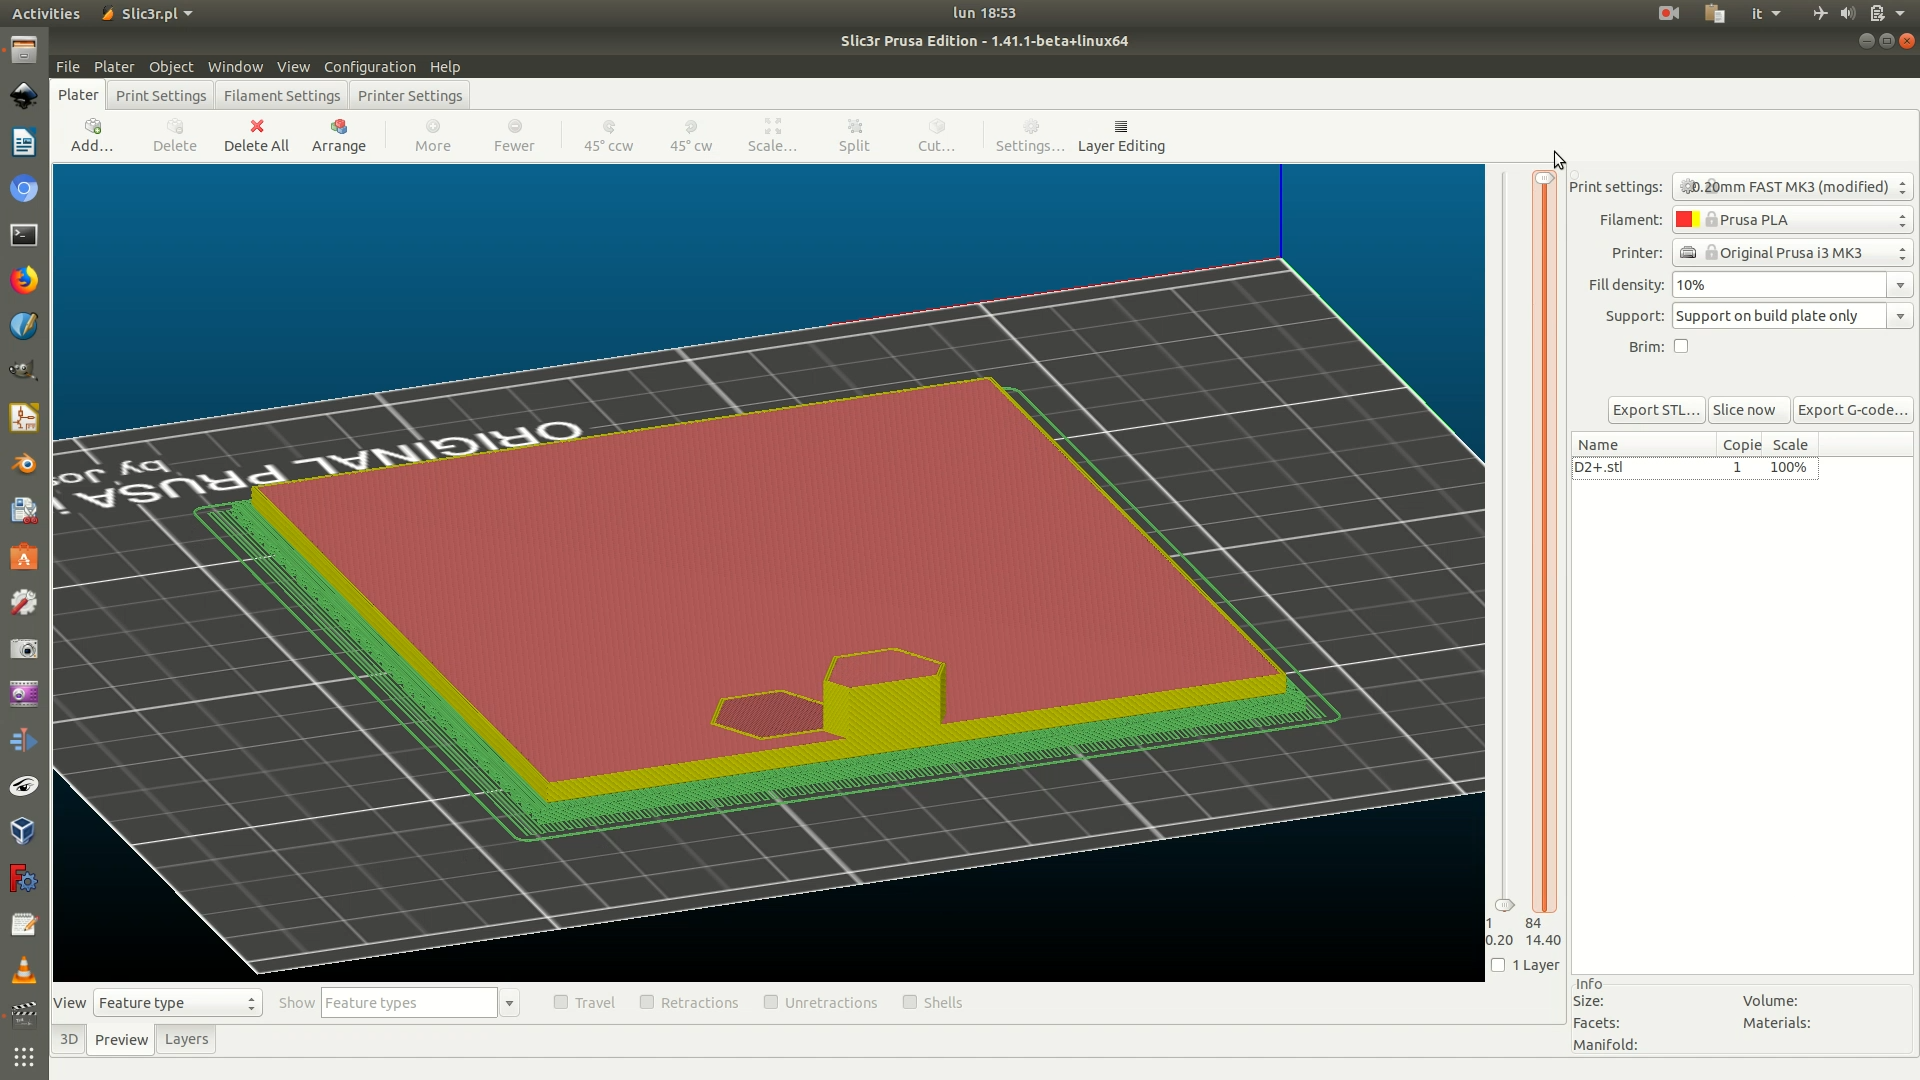 Activities Slic3r.pl lun 18:53 it
Slic3r Prusa Edition - 1.41.1-beta+linux64
File Plater Object Window View Configuration Help
Plater Print Settings Filament Settings Printer Settings
Add... Delete Delete All Arrange More Fewer 45° ccw 45° cw Scale... Split Cut... Settings... Layer Editing
Print settings: 0.20mm FAST MK3 (modified)
Filament: Prusa PLA
Printer: Original Prusa i3 MK3
Fill density: 10%
Support: Support on build plate only
Brim:
Export STL... Slice now Export G-code...
Name Copie Scale
D2+.stl 1 100%
ORIGINAL PRUSA i
by Jos
1 84
0.20 14.40
1 Layer
View Feature type Show Feature types Travel Retractions Unretractions Shells
3D Preview Layers
Info
Size: Volume:
Facets: Materials:
Manifold: